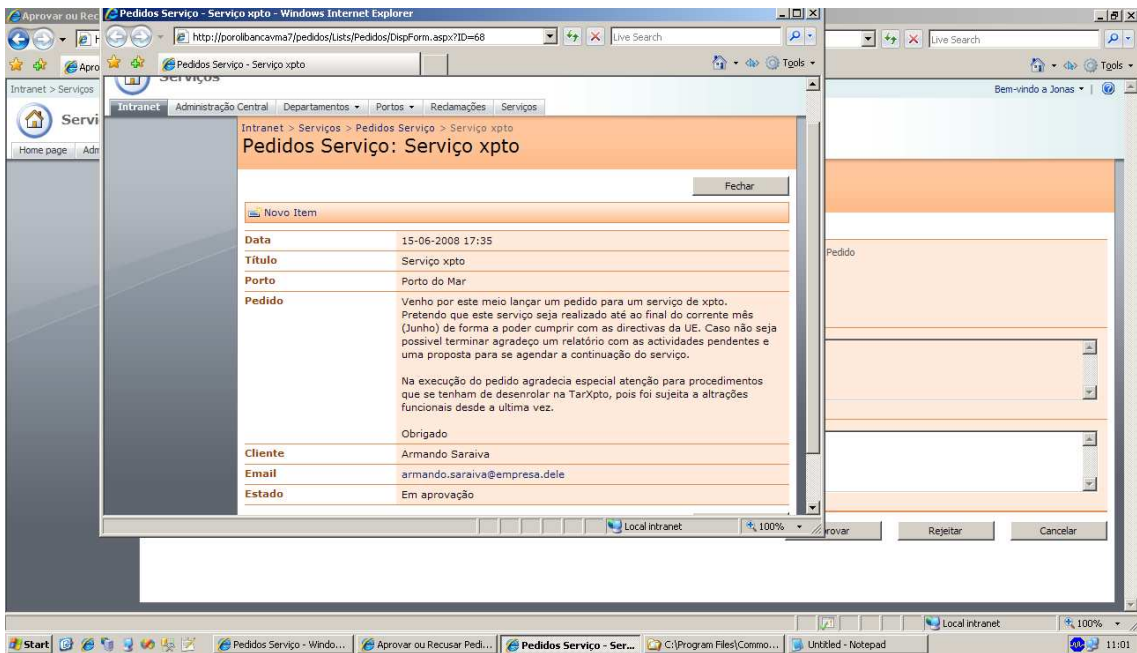 Aprovar ou Rec
Pedidos Serviço - Serviço xpto - Windows Internet Explorer
http://porolibancavma7/pedidos/Lists/Pedidos/DispForm.aspx?ID=68
Live Search
Live Search
Apro
Pedidos Serviço - Serviço xpto
Tools
Tools
Intranet > Serviços
Bem-vindo a Jonas
Servi
Serviços
Home page Adm
Intranet Administração Central Departamentos Portos Reclamações Serviços
Intranet > Serviços > Pedidos Serviço > Serviço xpto
Pedidos Serviço: Serviço xpto
Fechar
Novo Item
Data 15-06-2008 17:35
Título Serviço xpto
Porto Porto do Mar
Pedido Venho por este meio lançar um pedido para um serviço de xpto.
Pretendo que este serviço seja realizado até ao final do corrente mês
(Junho) de forma a poder cumprir com as directivas da UE. Caso não seja
possivel terminar agradeço um relatório com as actividades pendentes e
uma proposta para se agendar a continuação do serviço.
Na execução do pedido agradecia especial atenção para procedimentos
que se tenham de desenrolar na TarXpto, pois foi sujeita a altrações
funcionais desde a ultima vez.
Obrigado
Cliente Armando Saraiva
Email armando.saraiva@empresa.dele
Estado Em aprovação
Local intranet 100%
Pedido
rovar Rejeitar Cancelar
Local intranet 100%
Start Pedidos Serviço - Windo... Aprovar ou Recusar Pedi... Pedidos Serviço - Ser... C:\Program Files\Commo... Untitled - Notepad 11:01